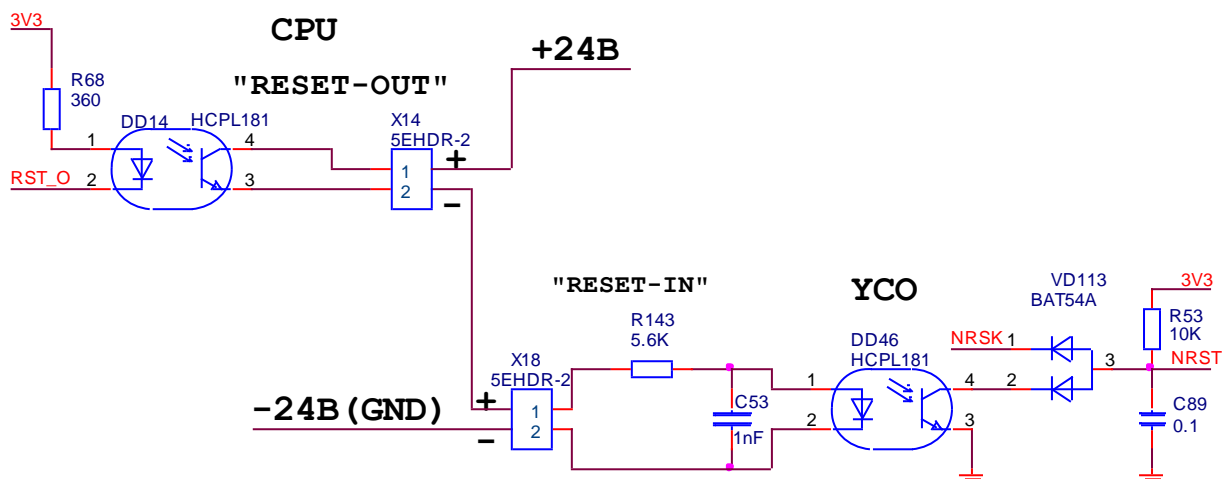 3V3
CPU
+24B
R68
360
"RESET-OUT"
DD14
HCPL181
X14
5EHDR-2
1
4
1
+
RST_O
2
3
2
−
"RESET-IN"
YCO
VD113
BAT54A
3V3
R143
5.6K
R53
10K
DD46
HCPL181
NRSK
1
3
NRST
X18
5EHDR-2
1
4
2
+
1
C53
1nF
C89
0.1
-24B(GND)
−
2
2
3